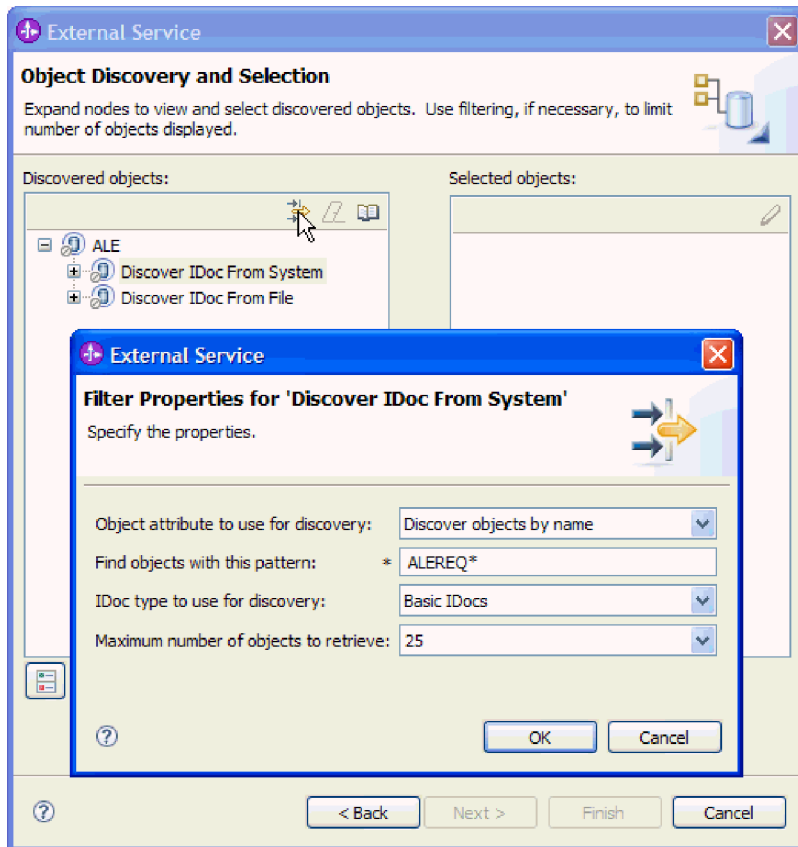 External Service
Object Discovery and Selection
Expand nodes to view and select discovered objects. Use filtering, if necessary, to limit
number of objects displayed.
Discovered objects:
Selected objects:
ALE
Discover IDoc From System
Discover IDoc From File
External Service
Filter Properties for 'Discover IDoc From System'
Specify the properties.
Object attribute to use for discovery: Discover objects by name
Find objects with this pattern: * ALEREQ*
IDoc type to use for discovery: Basic IDocs
Maximum number of objects to retrieve: 25
OK Cancel
< Back Next > Finish Cancel